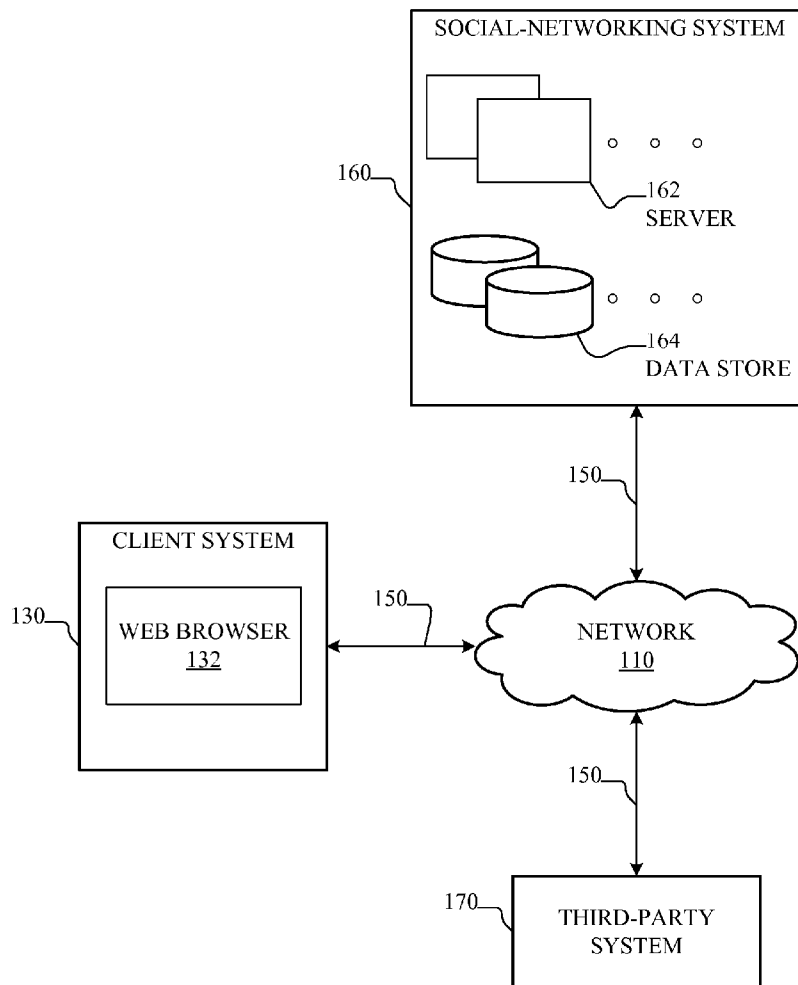 SOCIAL-NETWORKING SYSTEM
160
162
SERVER
164
DATA STORE
150
CLIENT SYSTEM
130
WEB BROWSER
132
150
NETWORK
110
150
170
THIRD-PARTY
SYSTEM